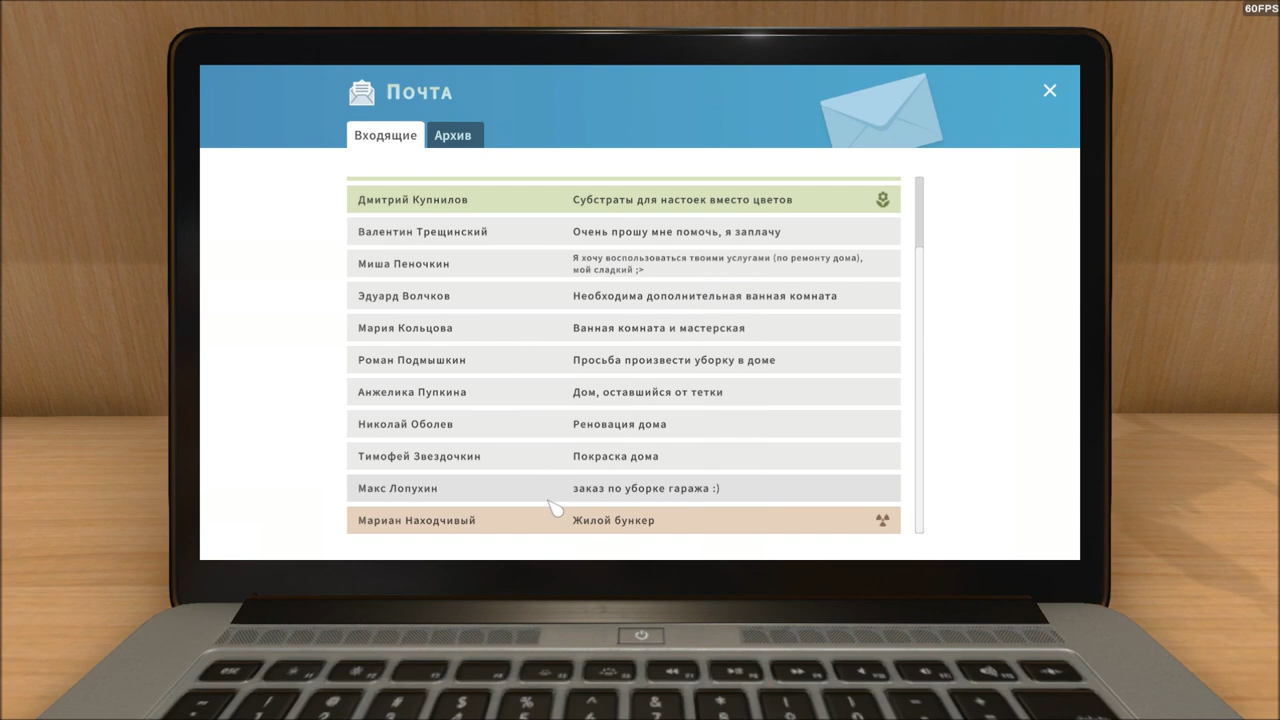 60FPS
Почта
Входящие Архив
Дмитрий Купнилов Субстраты для настоек вместо цветов
Валентин Трещинский Очень прошу мне помочь, я заплачу
Миша Пеночкин Я хочу воспользоваться твоими услугами (по ремонту дома),
мой сладкий ;>
Эдуард Волчков Необходима дополнительная ванная комната
Мария Кольцова Ванная комната и мастерская
Роман Подмышкин Просьба произвести уборку в доме
Анжелика Пупкина Дом, оставшийся от тетки
Николай Оболев Реновация дома
Тимофей Звездочкин Покраска дома
Макс Лопухин заказ по уборке гаража :)
Мариан Находчивый Жилой бункер
esc